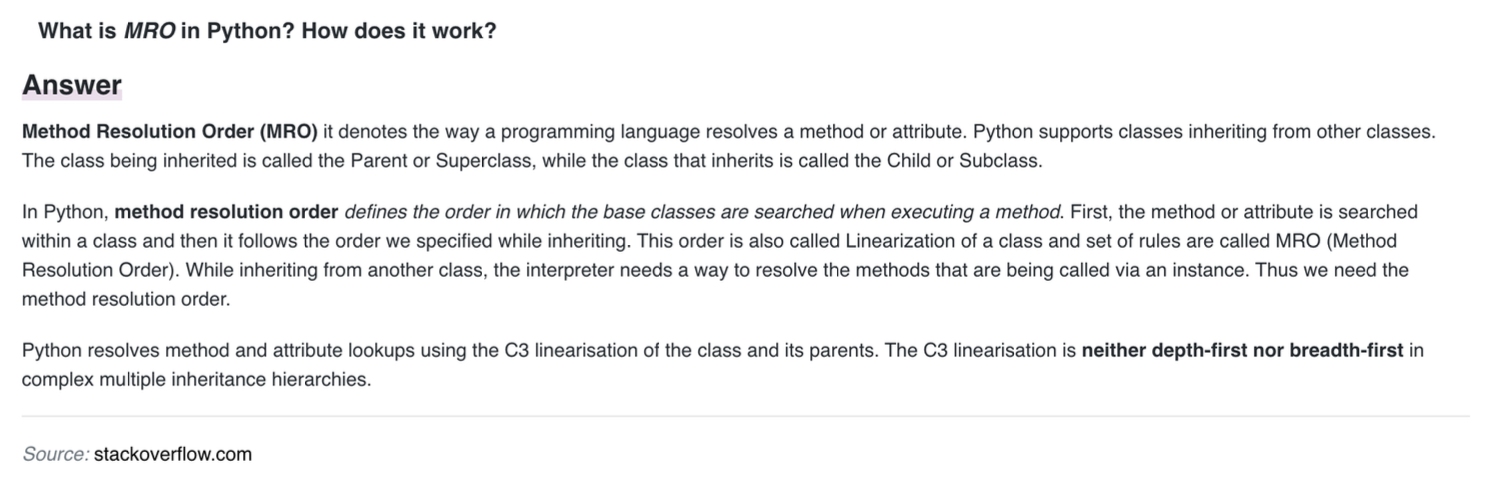 What is MRO in Python? How does it work?
Answer
Method Resolution Order (MRO) it denotes the way a programming language resolves a method or attribute. Python supports classes inheriting from other classes.
The class being inherited is called the Parent or Superclass, while the class that inherits is called the Child or Subclass.
In Python, method resolution order defines the order in which the base classes are searched when executing a method. First, the method or attribute is searched
within a class and then it follows the order we specified while inheriting. This order is also called Linearization of a class and set of rules are called MRO (Method
Resolution Order). While inheriting from another class, the interpreter needs a way to resolve the methods that are being called via an instance. Thus we need the
method resolution order.
Python resolves method and attribute lookups using the C3 linearisation of the class and its parents. The C3 linearisation is neither depth-first nor breadth-first in
complex multiple inheritance hierarchies.
Source: stackoverflow.com